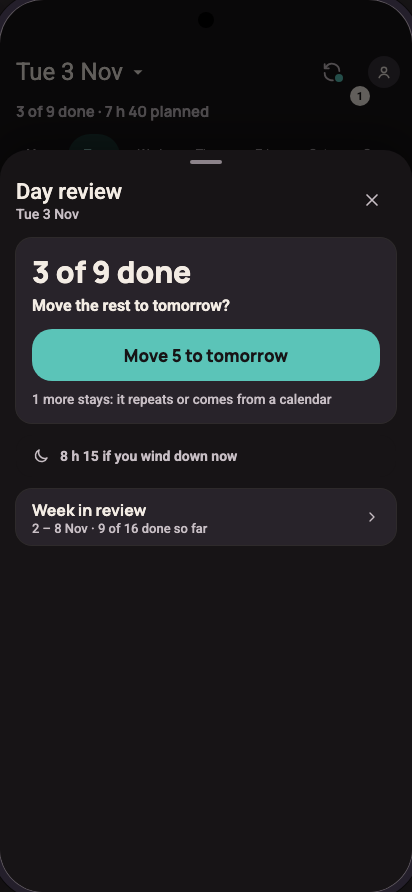 Tue 3 Nov
3 of 9 done · 7 h 40 planned
1
Day review
Tue 3 Nov
3 of 9 done
Move the rest to tomorrow?
Move 5 to tomorrow
1 more stays: it repeats or comes from a calendar
8 h 15 if you wind down now
Week in review
2 – 8 Nov · 9 of 16 done so far